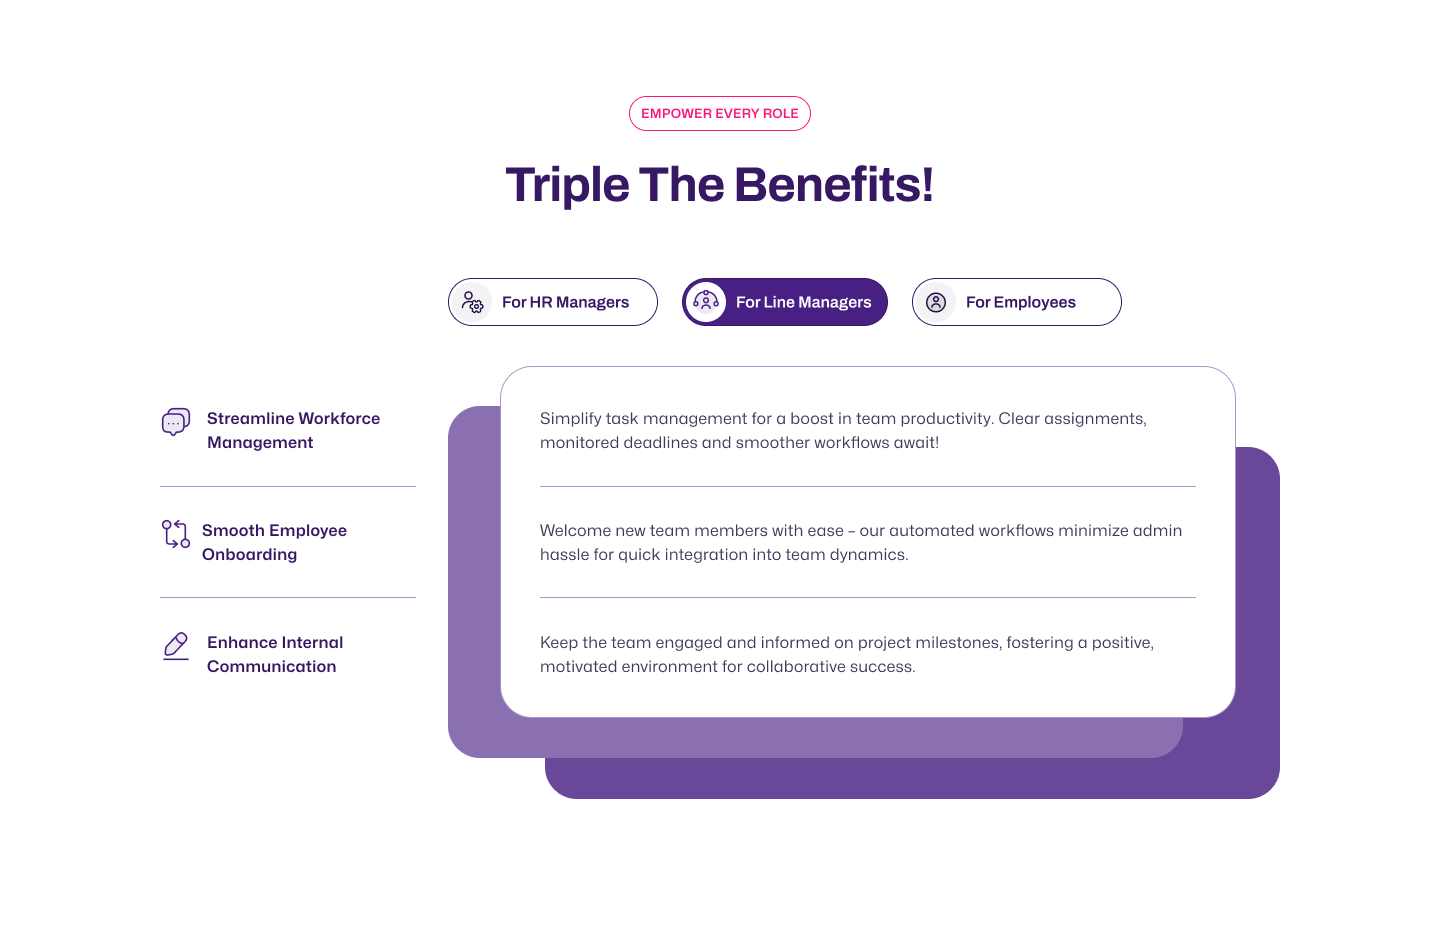 EMPOWER EVERY ROLE
Triple The Benefits!
For HR Managers
For Line Managers
For Employees
Streamline Workforce
Management
Simplify task management for a boost in team productivity. Clear assignments,
monitored deadlines and smoother workflows await!
Smooth Employee
Onboarding
Welcome new team members with ease – our automated workflows minimize admin
hassle for quick integration into team dynamics.
Enhance Internal
Communication
Keep the team engaged and informed on project milestones, fostering a positive,
motivated environment for collaborative success.